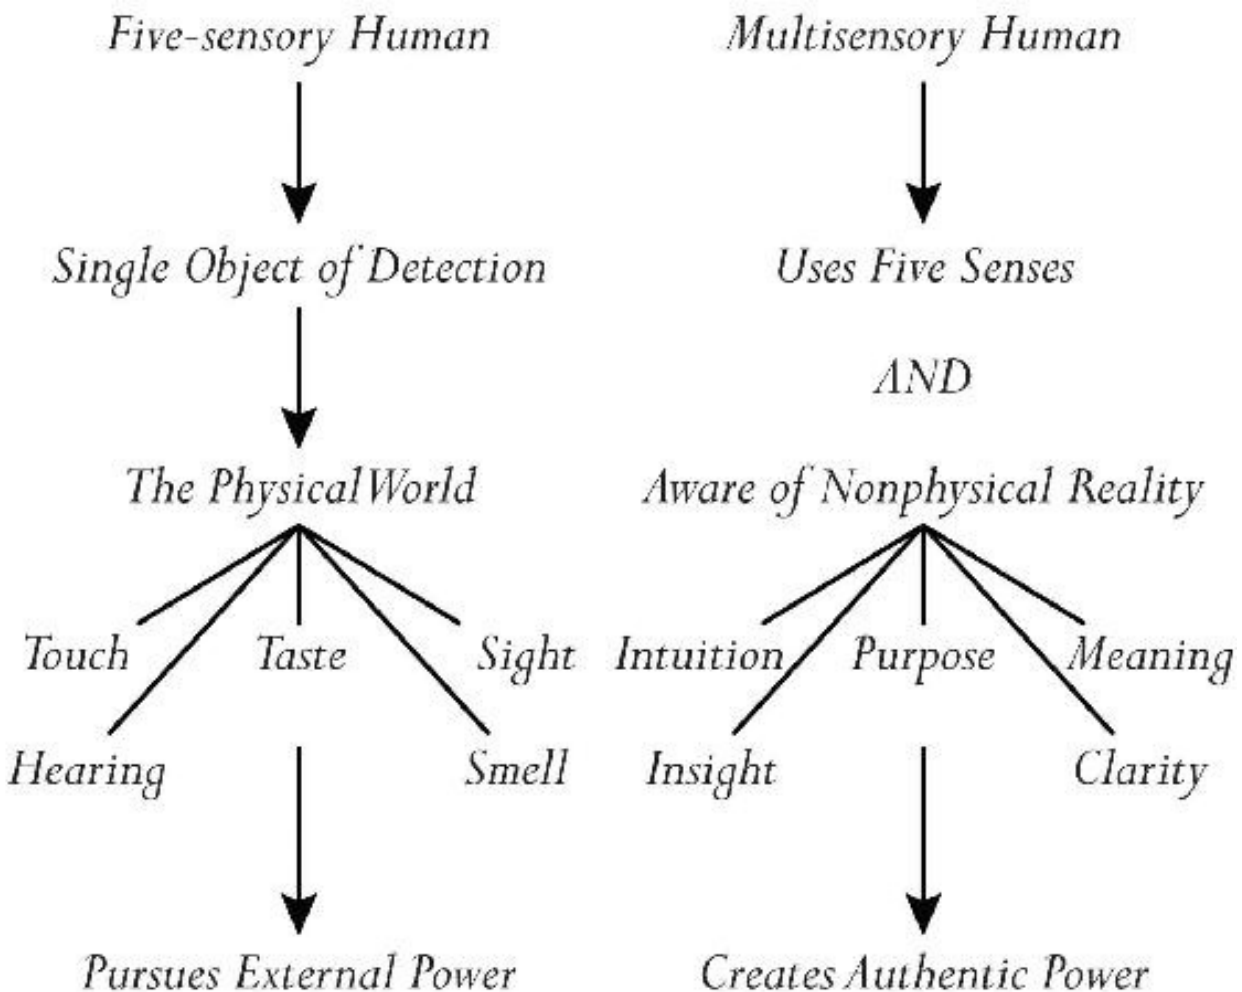 Five-sensory Human
Multisensory Human
Single Object of Detection
Uses Five Senses
AND
The Physical World
Aware of Nonphysical Reality
Touch
Taste
Sight
Intuition
Purpose
Meaning
Hearing
Smell
Insight
Clarity
Pursues External Power
Creates Authentic Power